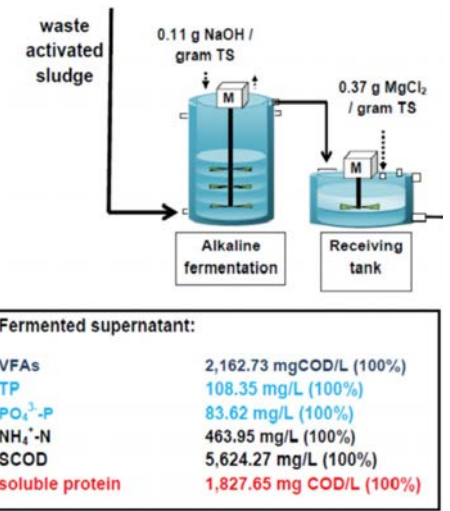 waste
activated
sludge
0.11 g NaOH /
gram TS
M
0.37 g MgCl₂
/ gram TS
M
Alkaline
fermentation
Receiving
tank
Fermented supernatant:
VFAs 2,162.73 mgCOD/L (100%)
TP 108.35 mg/L (100%)
PO₄³⁻-P 83.62 mg/L (100%)
NH₄⁺-N 463.95 mg/L (100%)
SCOD 5,624.27 mg/L (100%)
soluble protein 1,827.65 mg COD/L (100%)